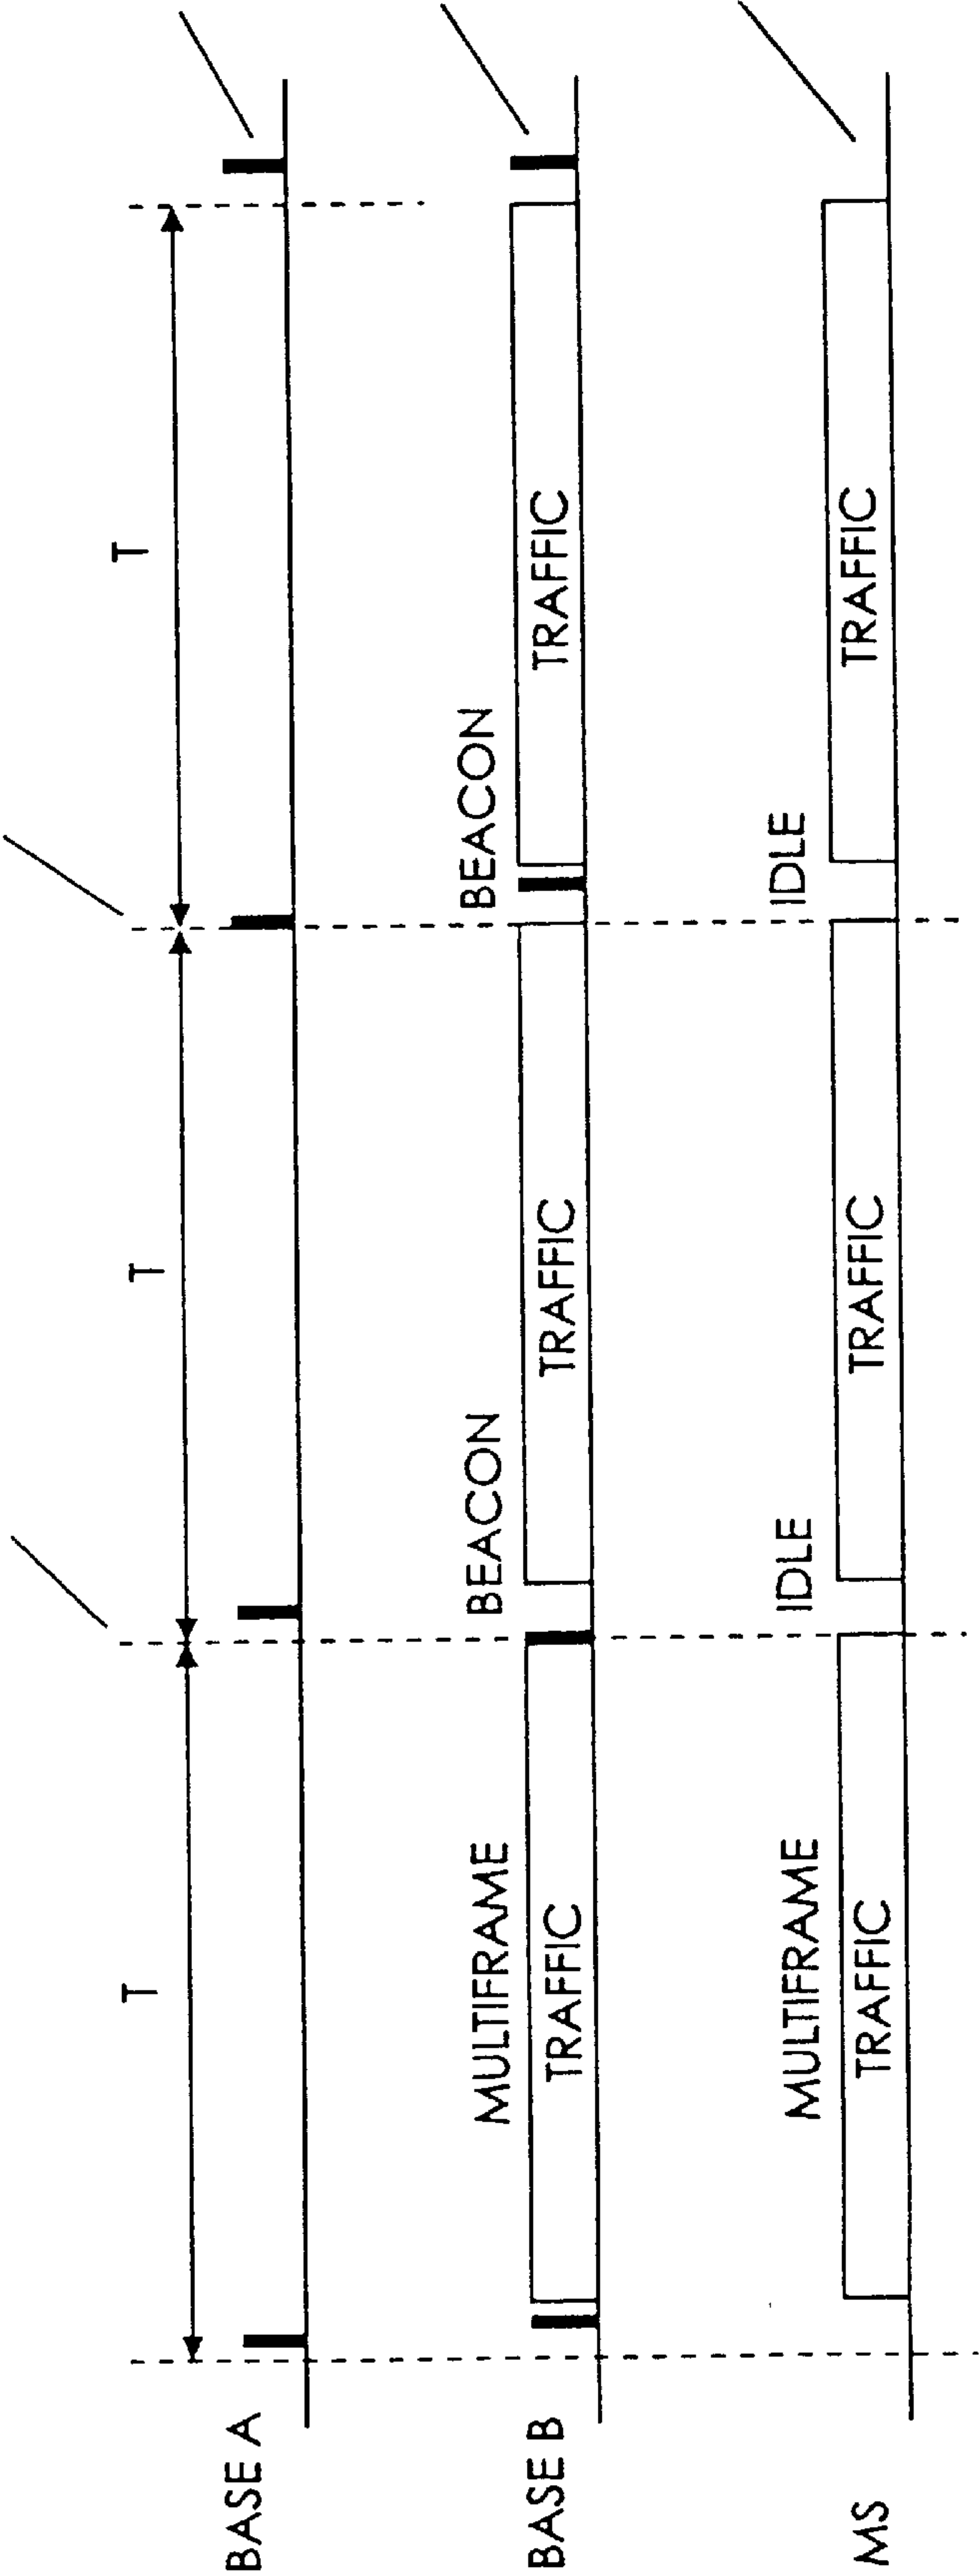 T
T
T
BASE A
MULTIFRAME
BEACON
BEACON
BASE B
TRAFFIC
TRAFFIC
TRAFFIC
MULTIFRAME
IDLE
IDLE
MS
TRAFFIC
TRAFFIC
TRAFFIC